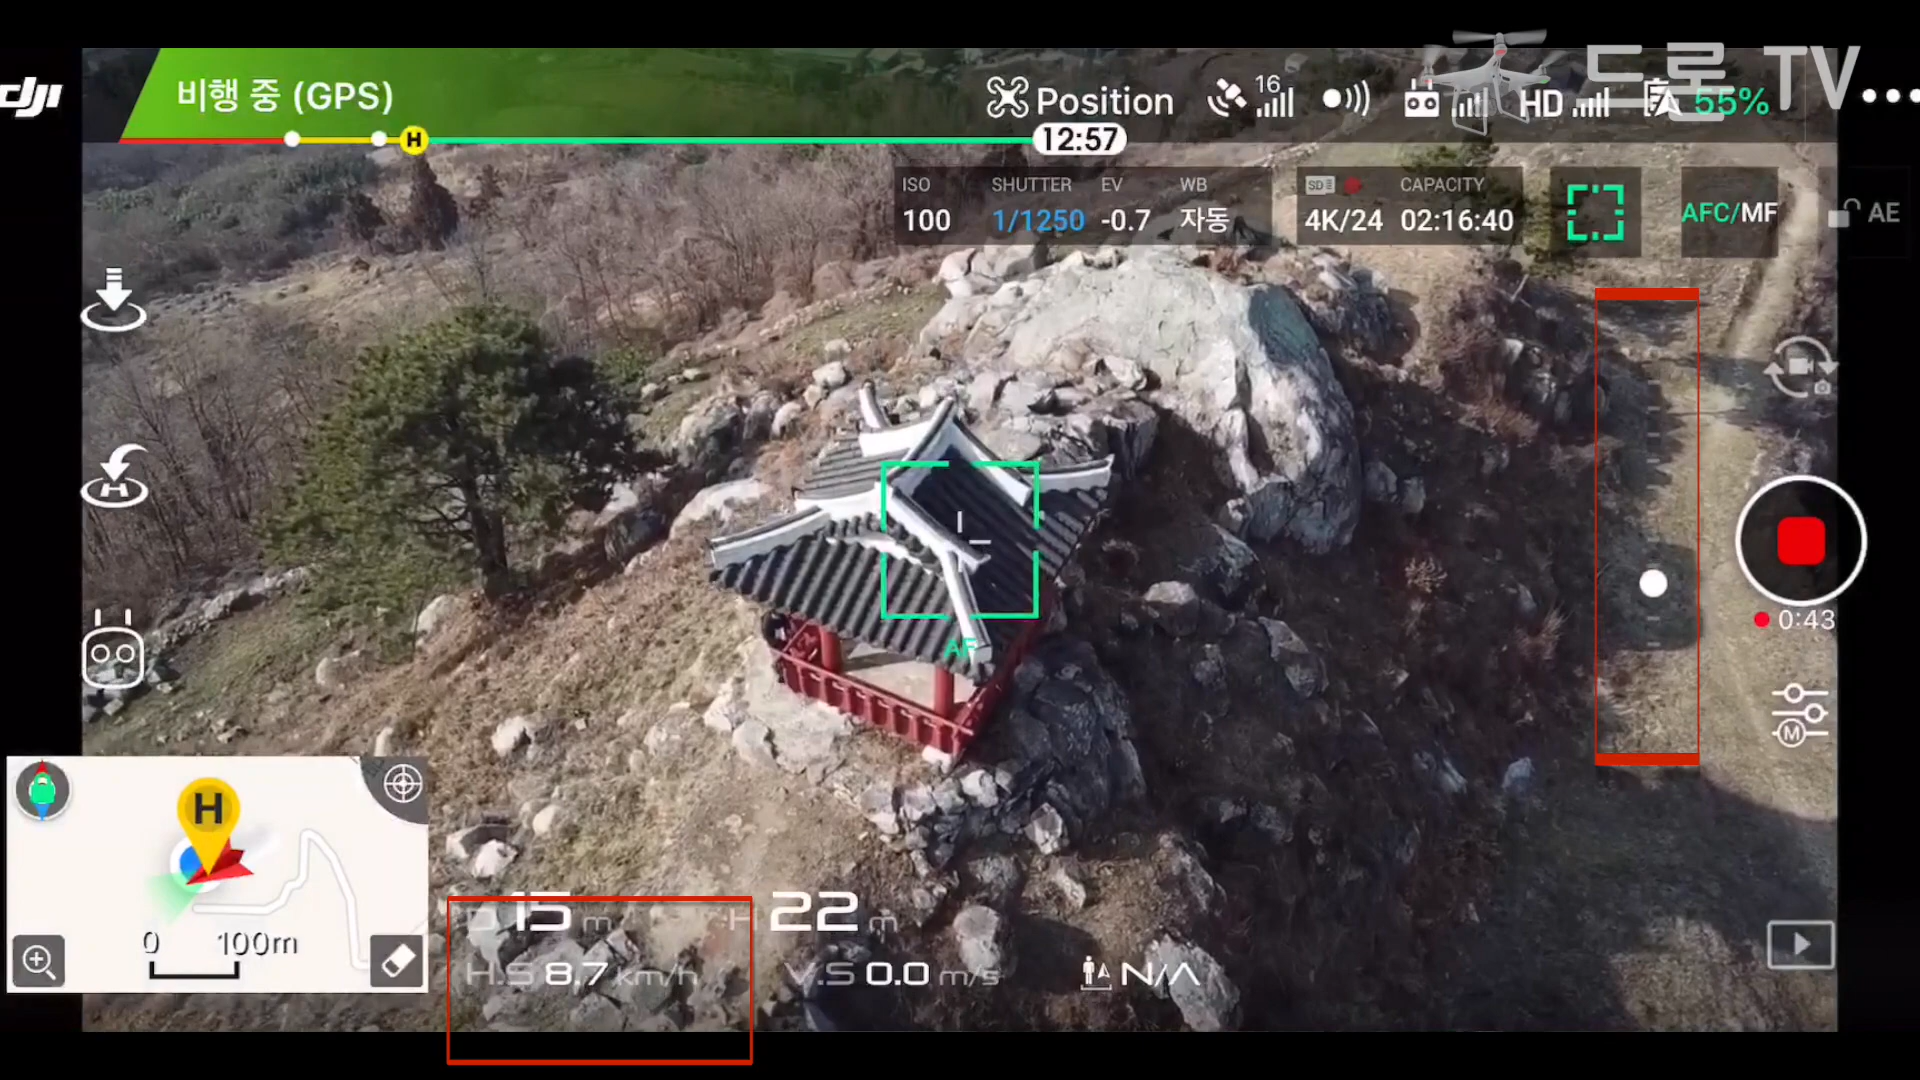 드론 TV
dji
비행 중 (GPS)
Position
16
HD
55%
H
12:57
ISO
100
SHUTTER
1/1250
EV
-0.7
WB
자동
SD
4K/24
CAPACITY
02:16:40
AFC/MF
AE
AF
0:43
M
H
0 100m
D 15 m
H 22 m
H.S 8.7 km/h
V.S 0.0 m/s
N/A